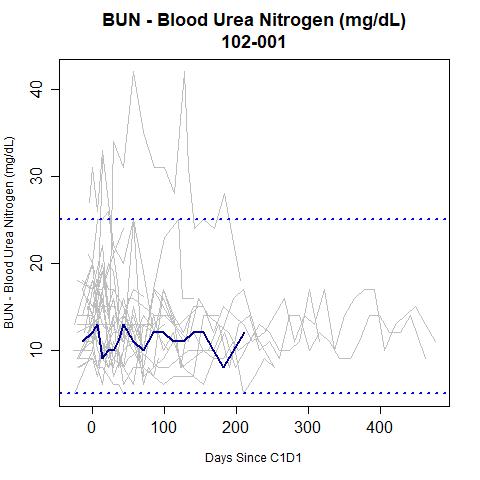 BUN - Blood Urea Nitrogen (mg/dL)
102-001
BUN - Blood Urea Nitrogen (mg/dL)
40
30
20
10
0 100 200 300 400
Days Since C1D1